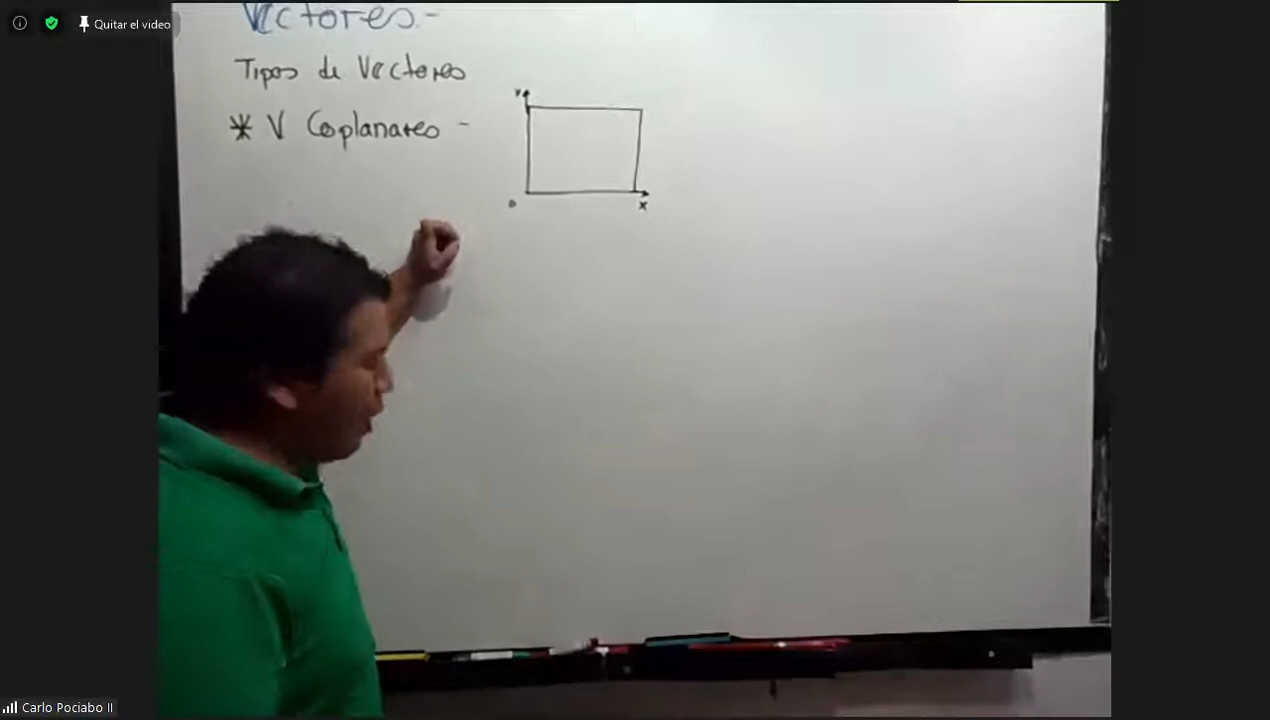 Quitar el video
Vectores.-
Tipos de Vectores
* V Coplanares -
Y
O
X
Carlo Pociabo II